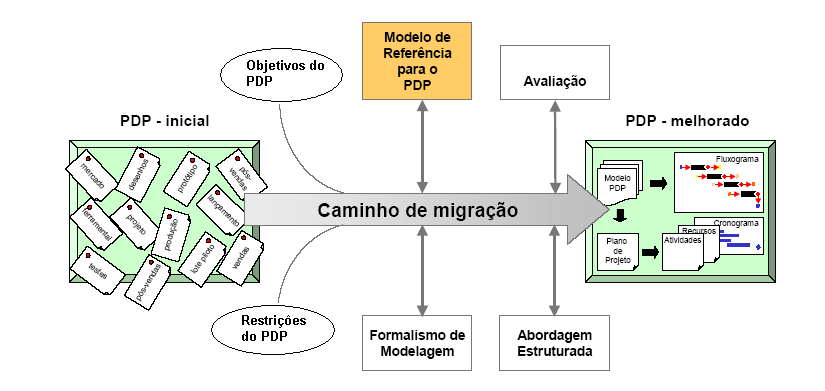 Objetivos do
PDP
Modelo de
Referência
para o
PDP
Avaliação
PDP - inicial
PDP - melhorado
mercado
desenhos
protótipo
pós-
vendas
ferramental
projeto
produção
lançamento
testes
pós-vendas
lote piloto
vendas
Caminho de migração
Modelo
PDP
Fluxograma
Plano
de
Projeto
Atividades
Recursos
Cronograma
Restrições
do PDP
Formalismo de
Modelagem
Abordagem
Estruturada